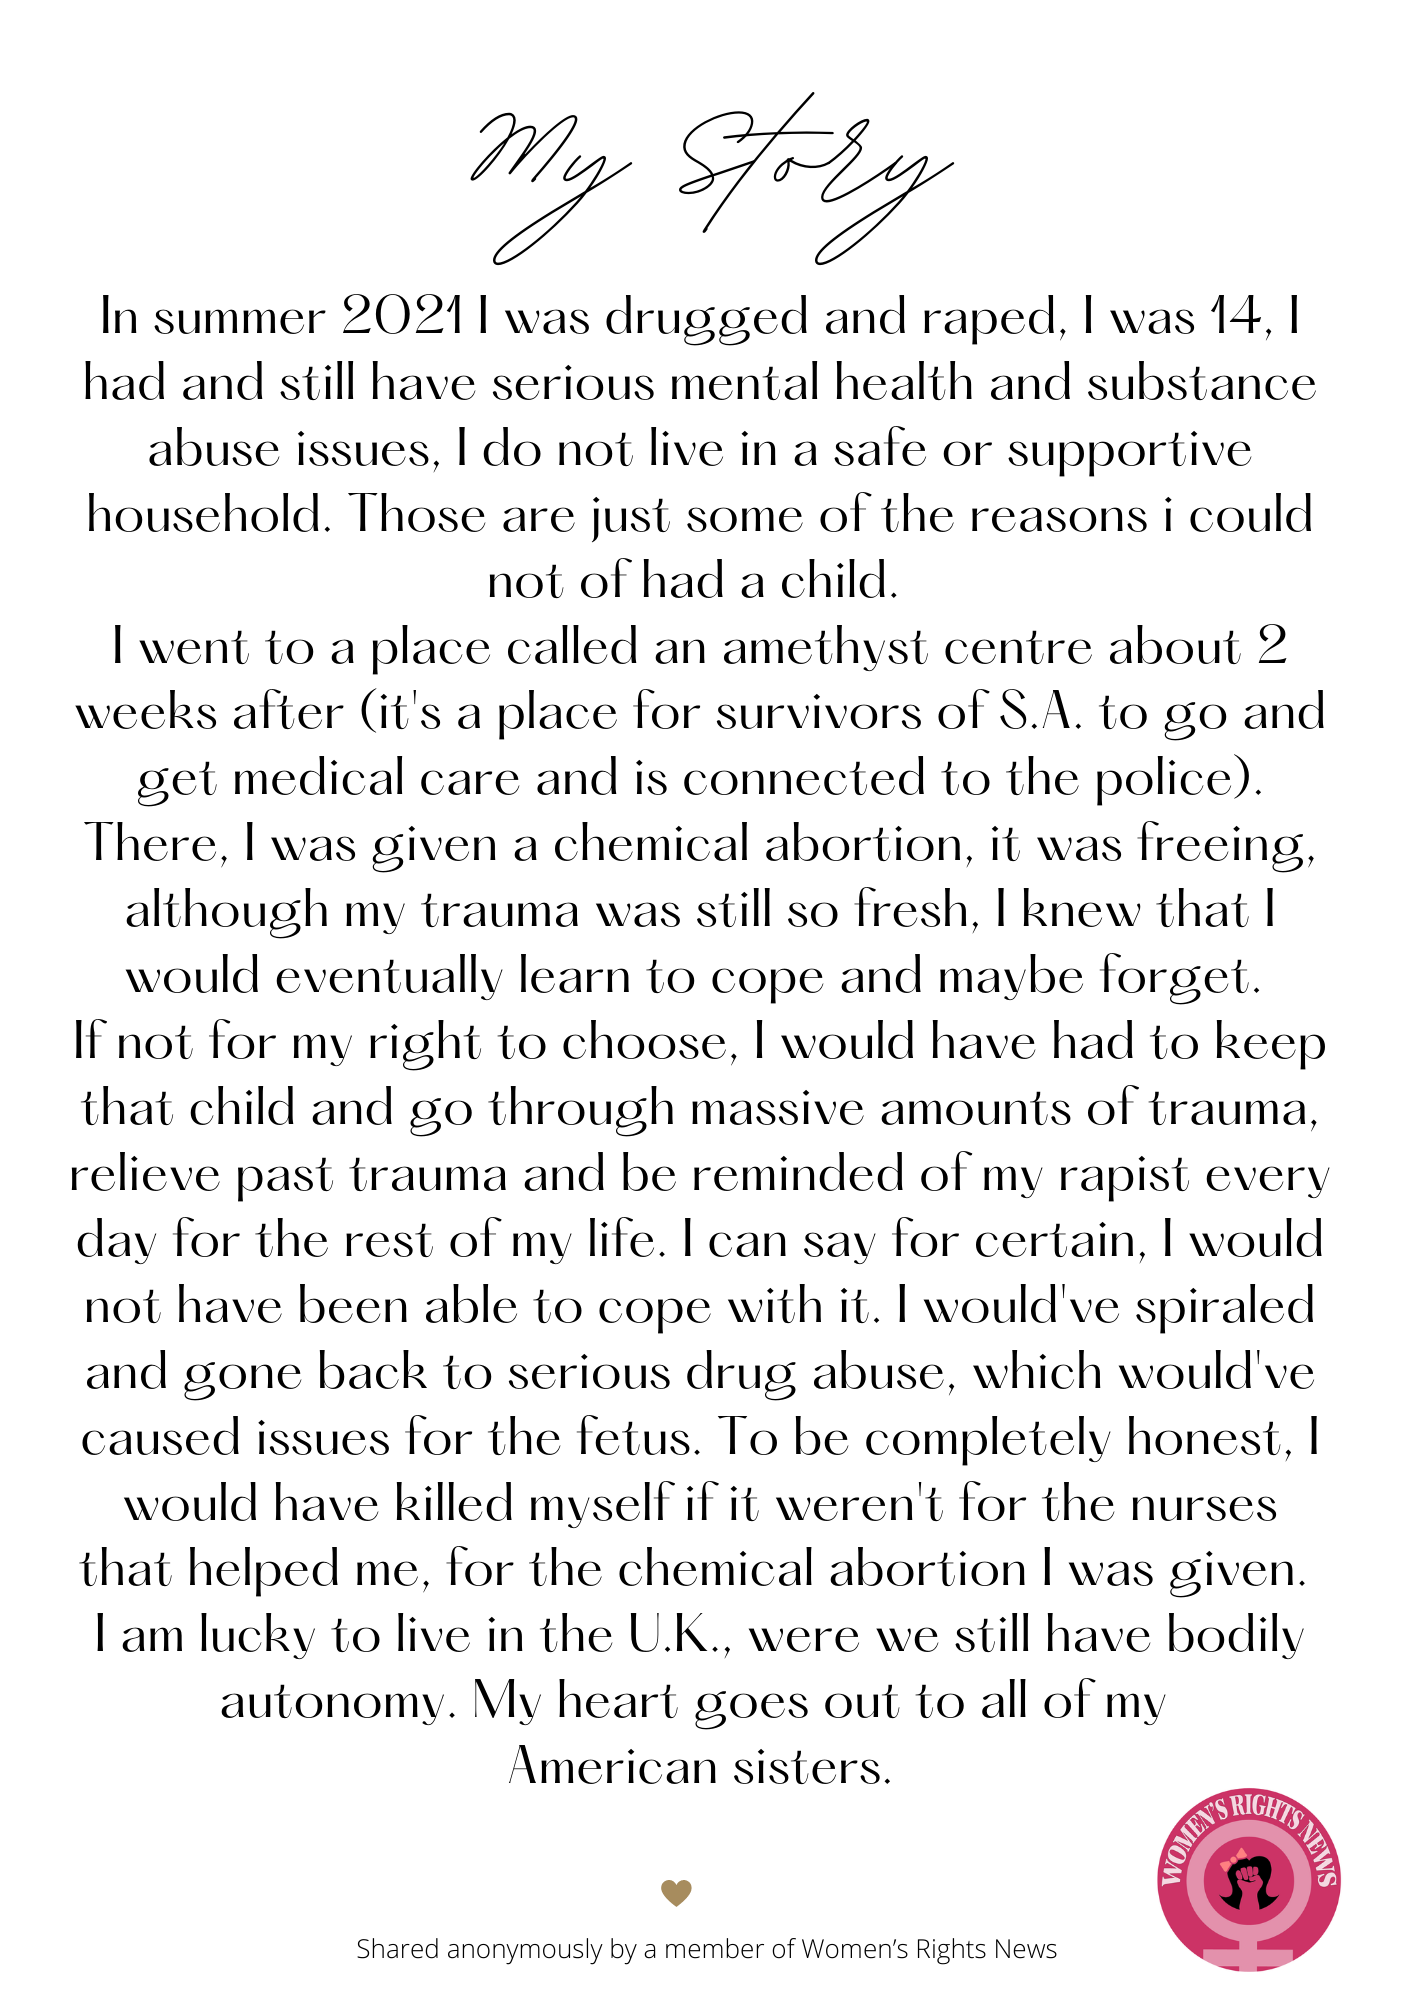 My Story
In summer 2021 I was drugged and raped, I was 14, I
had and still have serious mental health and substance
abuse issues, I do not live in a safe or supportive
household. Those are just some of the reasons i could
not of had a child.
I went to a place called an amethyst centre about 2
weeks after (it's a place for survivors of S.A. to go and
get medical care and is connected to the police).
There, I was given a chemical abortion, it was freeing,
although my trauma was still so fresh, I knew that I
would eventually learn to cope and maybe forget.
If not for my right to choose, I would have had to keep
that child and go through massive amounts of trauma,
relieve past trauma and be reminded of my rapist every
day for the rest of my life. I can say for certain, I would
not have been able to cope with it. I would've spiraled
and gone back to serious drug abuse, which would've
caused issues for the fetus. To be completely honest, I
would have killed myself if it weren't for the nurses
that helped me, for the chemical abortion I was given.
I am lucky to live in the U.K., were we still have bodily
autonomy. My heart goes out to all of my
American sisters.
WOMEN'S RIGHTS NEWS
Shared anonymously by a member of Women's Rights News